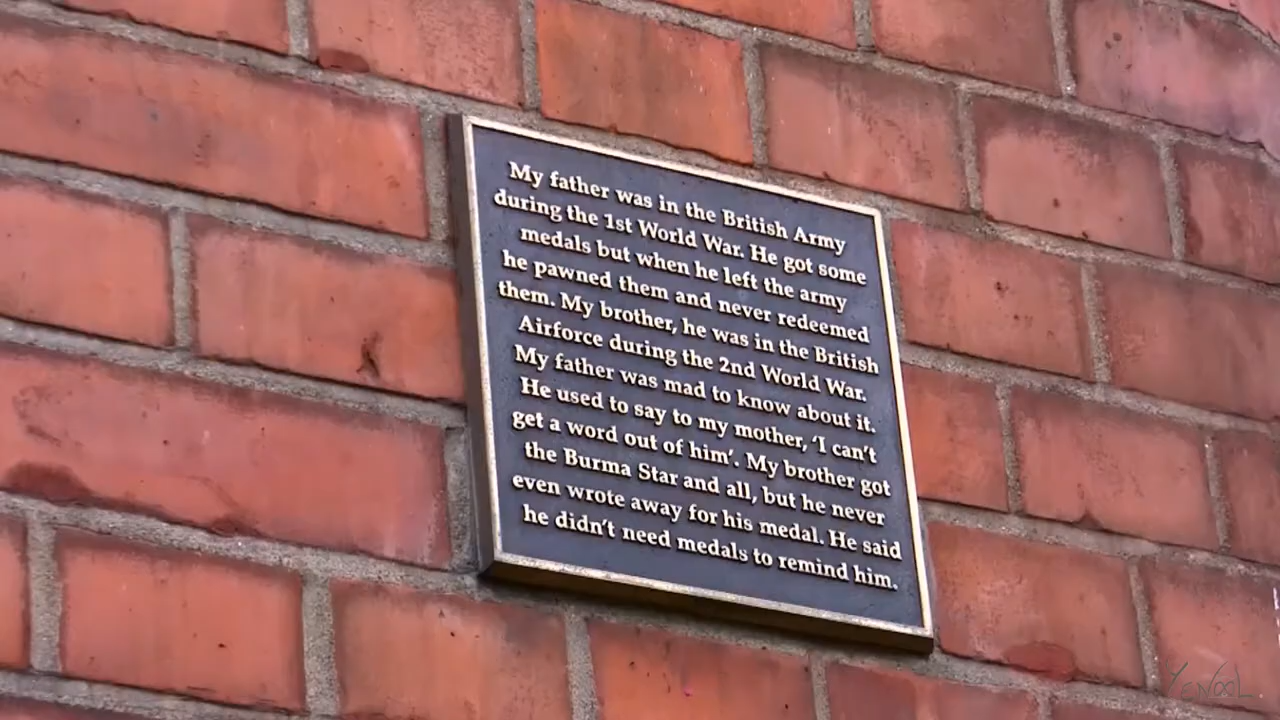 My father was in the British Army
during the 1st World War. He got some
medals but when he left the army
he pawned them and never redeemed
them. My brother, he was in the British
Airforce during the 2nd World War.
My father was mad to know about it.
He used to say to my mother, ‘I can’t
get a word out of him’. My brother got
the Burma Star and all, but he never
even wrote away for his medal. He said
he didn’t need medals to remind him.
YENOOL